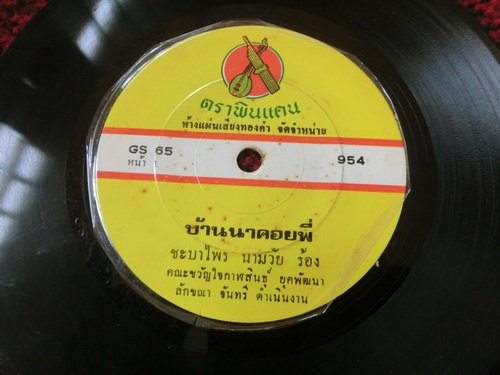 ตราพิณแคน
ห้างแผ่นเสียงทองคำ จัดจำหน่าย
GS 65 954
หน้า 1
บ้านนาคอยพี่
ชะบาไพร นามวัย ร้อง
คณะขวัญใจกาฬสินธุ์ ยุคพัฒนา
ลักขณา จันทร์ ดำเนินงาน